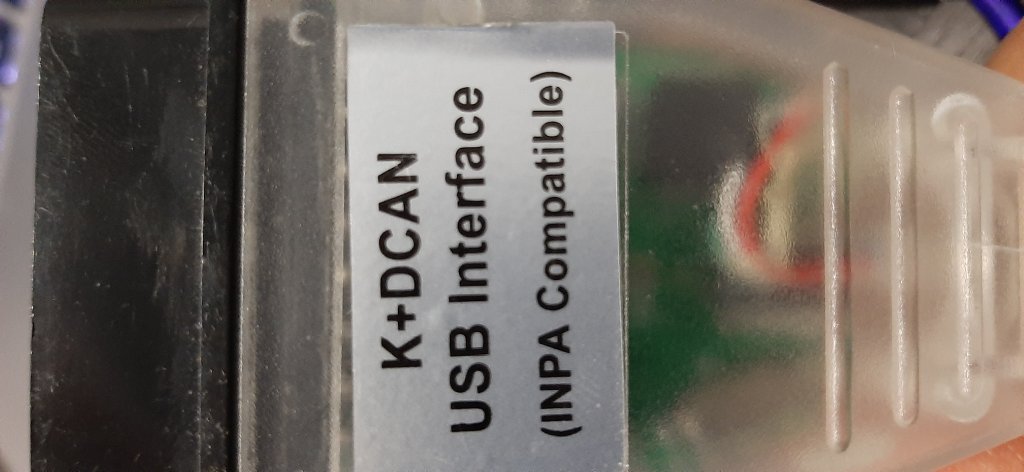 K+DCAN
USB Interface
(INPA Compatible)